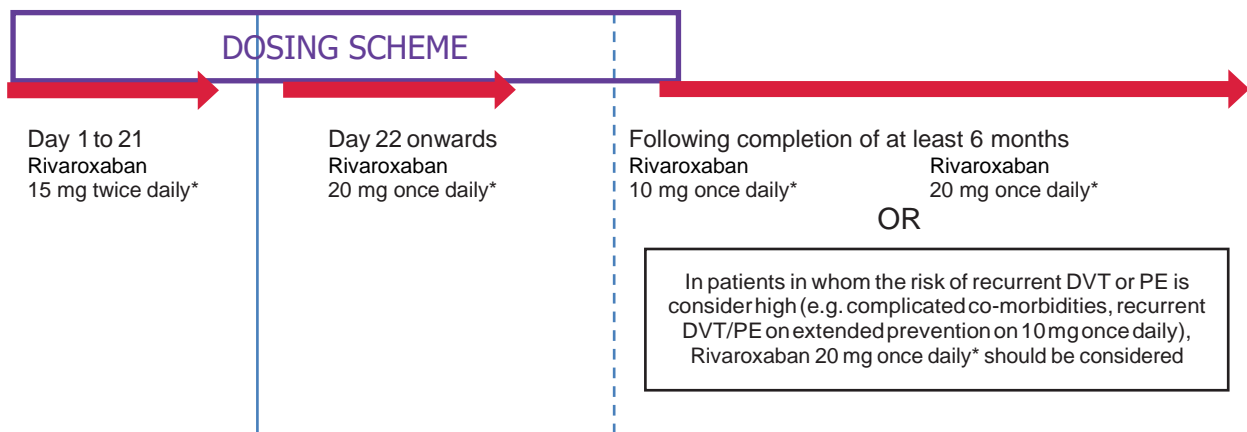 DOSING SCHEME
Day 1 to 21
Rivaroxaban
15 mg twice daily*
Day 22 onwards
Rivaroxaban
20 mg once daily*
Following completion of at least 6 months
Rivaroxaban
10 mg once daily*
Rivaroxaban
20 mg once daily*
OR
In patients in whom the risk of recurrent DVT or PE is
consider high (e.g. complicated co-morbidities, recurrent
DVT/PE on extended prevention on 10 mg once daily),
Rivaroxaban 20 mg once daily* should be considered